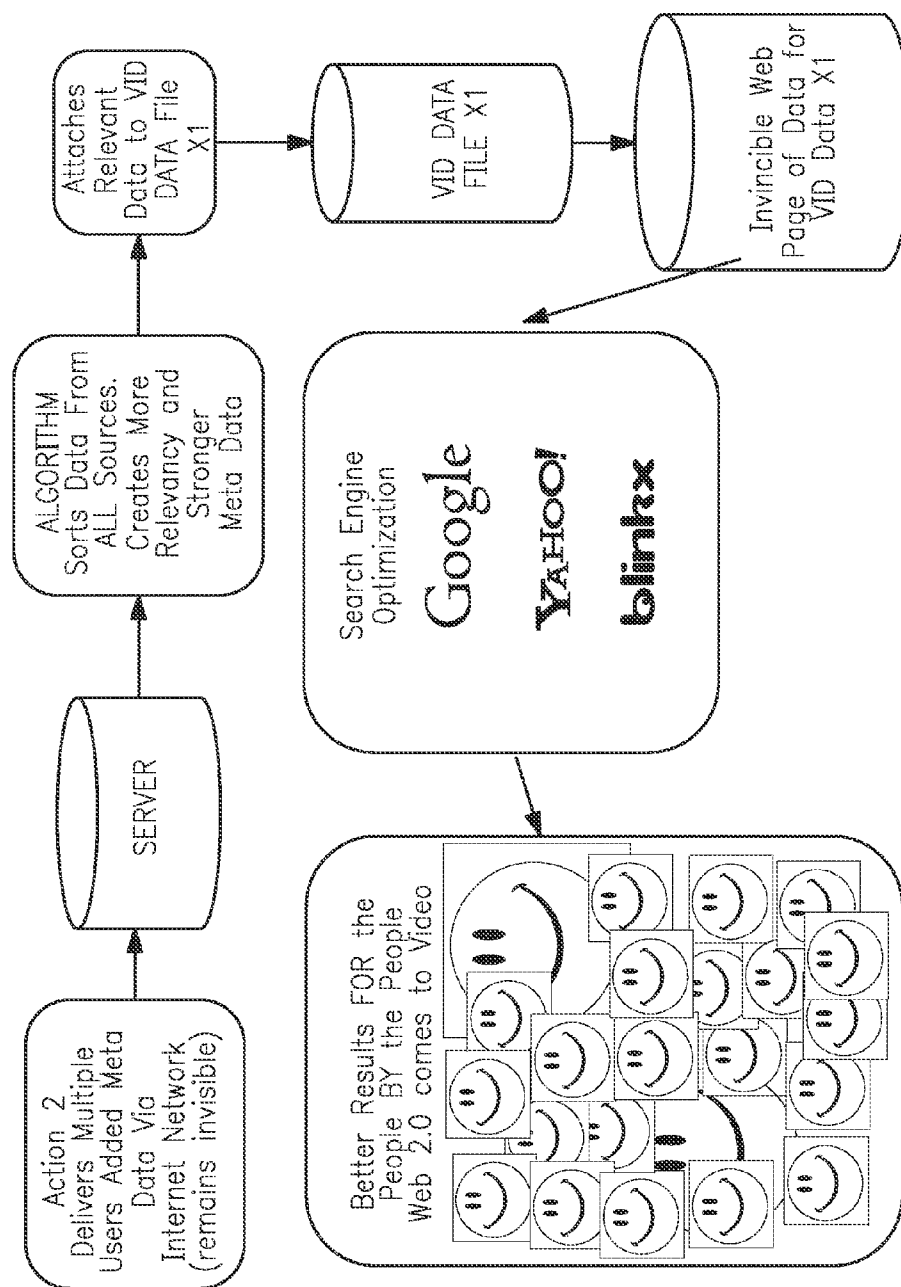 Action 2
Delivers Multiple
Users Added Meta
Data Via
Internet Network
(remains invisible)
SERVER
ALGORITHM
Sorts Data From
ALL Sources.
Creates More
Relevancy and
Stronger
Meta Data
Attaches
Relevant
Data to VID
DATA File
X1
VID DATA
FILE X1
Invincible Web
Page of Data for
VID Data X1
Search Engine
Optimization
Google
YAHOO!
blinkx
Better Results FOR the
People BY the People
Web 2.0 comes to Video